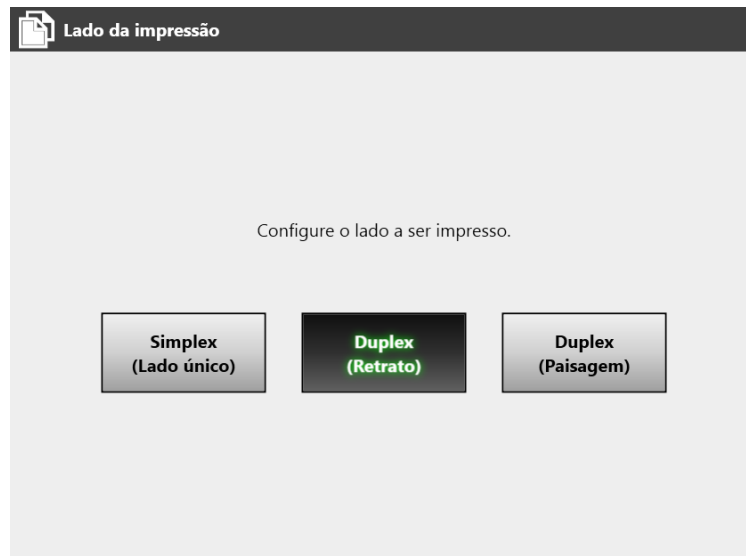 Lado da impressão
Configure o lado a ser impresso.
Simplex
(Lado único)
Duplex
(Retrato)
Duplex
(Paisagem)